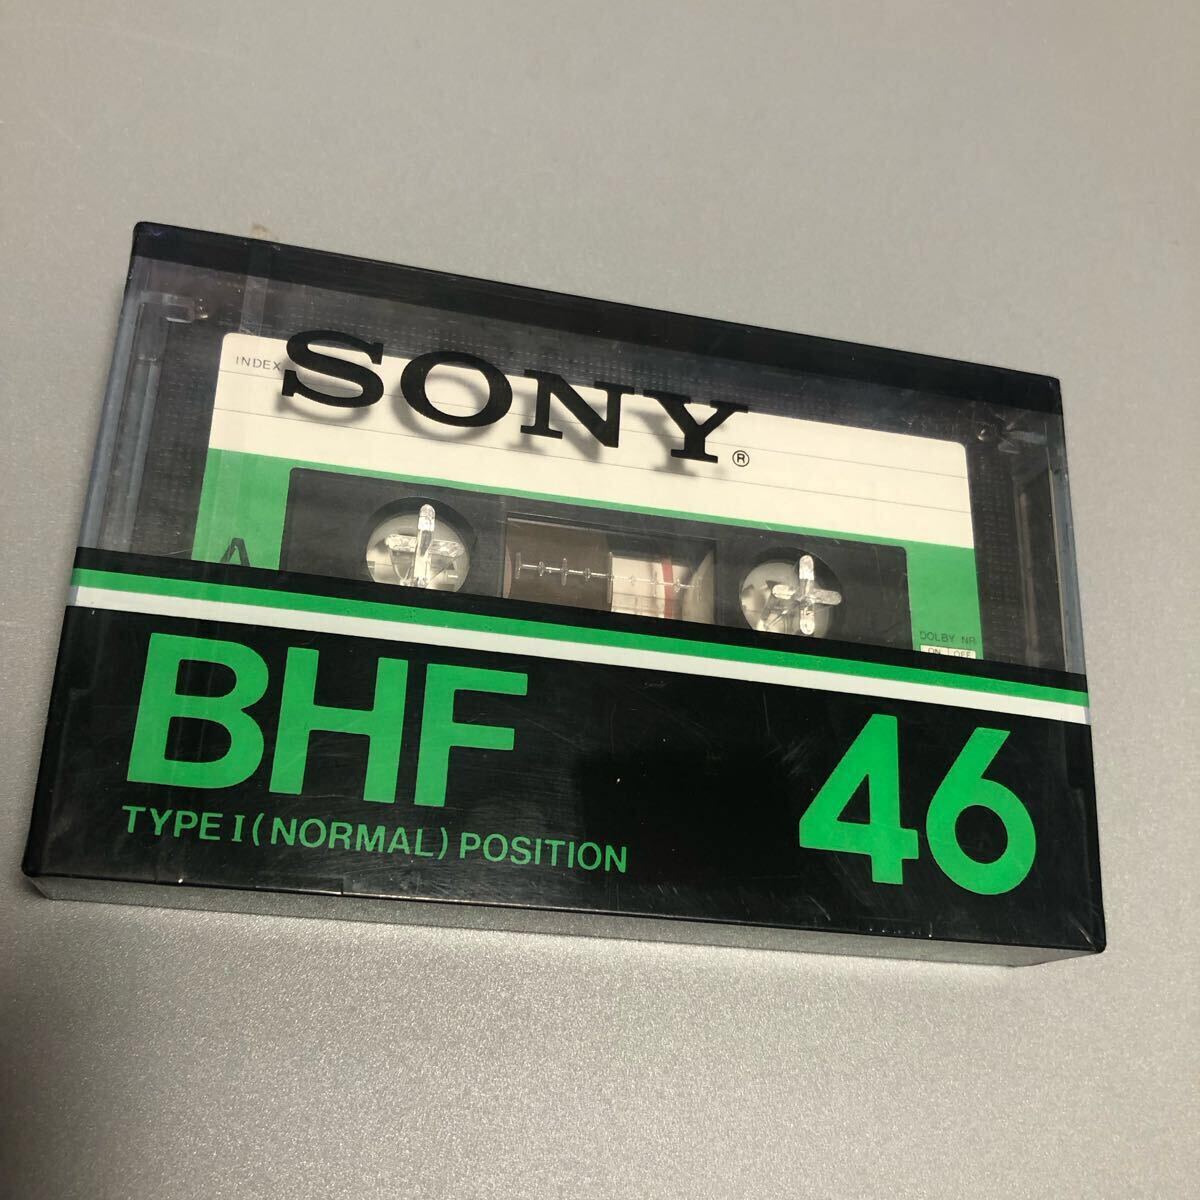 INDEX
SONY®
A
DOLBY NR
ON OFF
BHF 46
TYPE I (NORMAL) POSITION